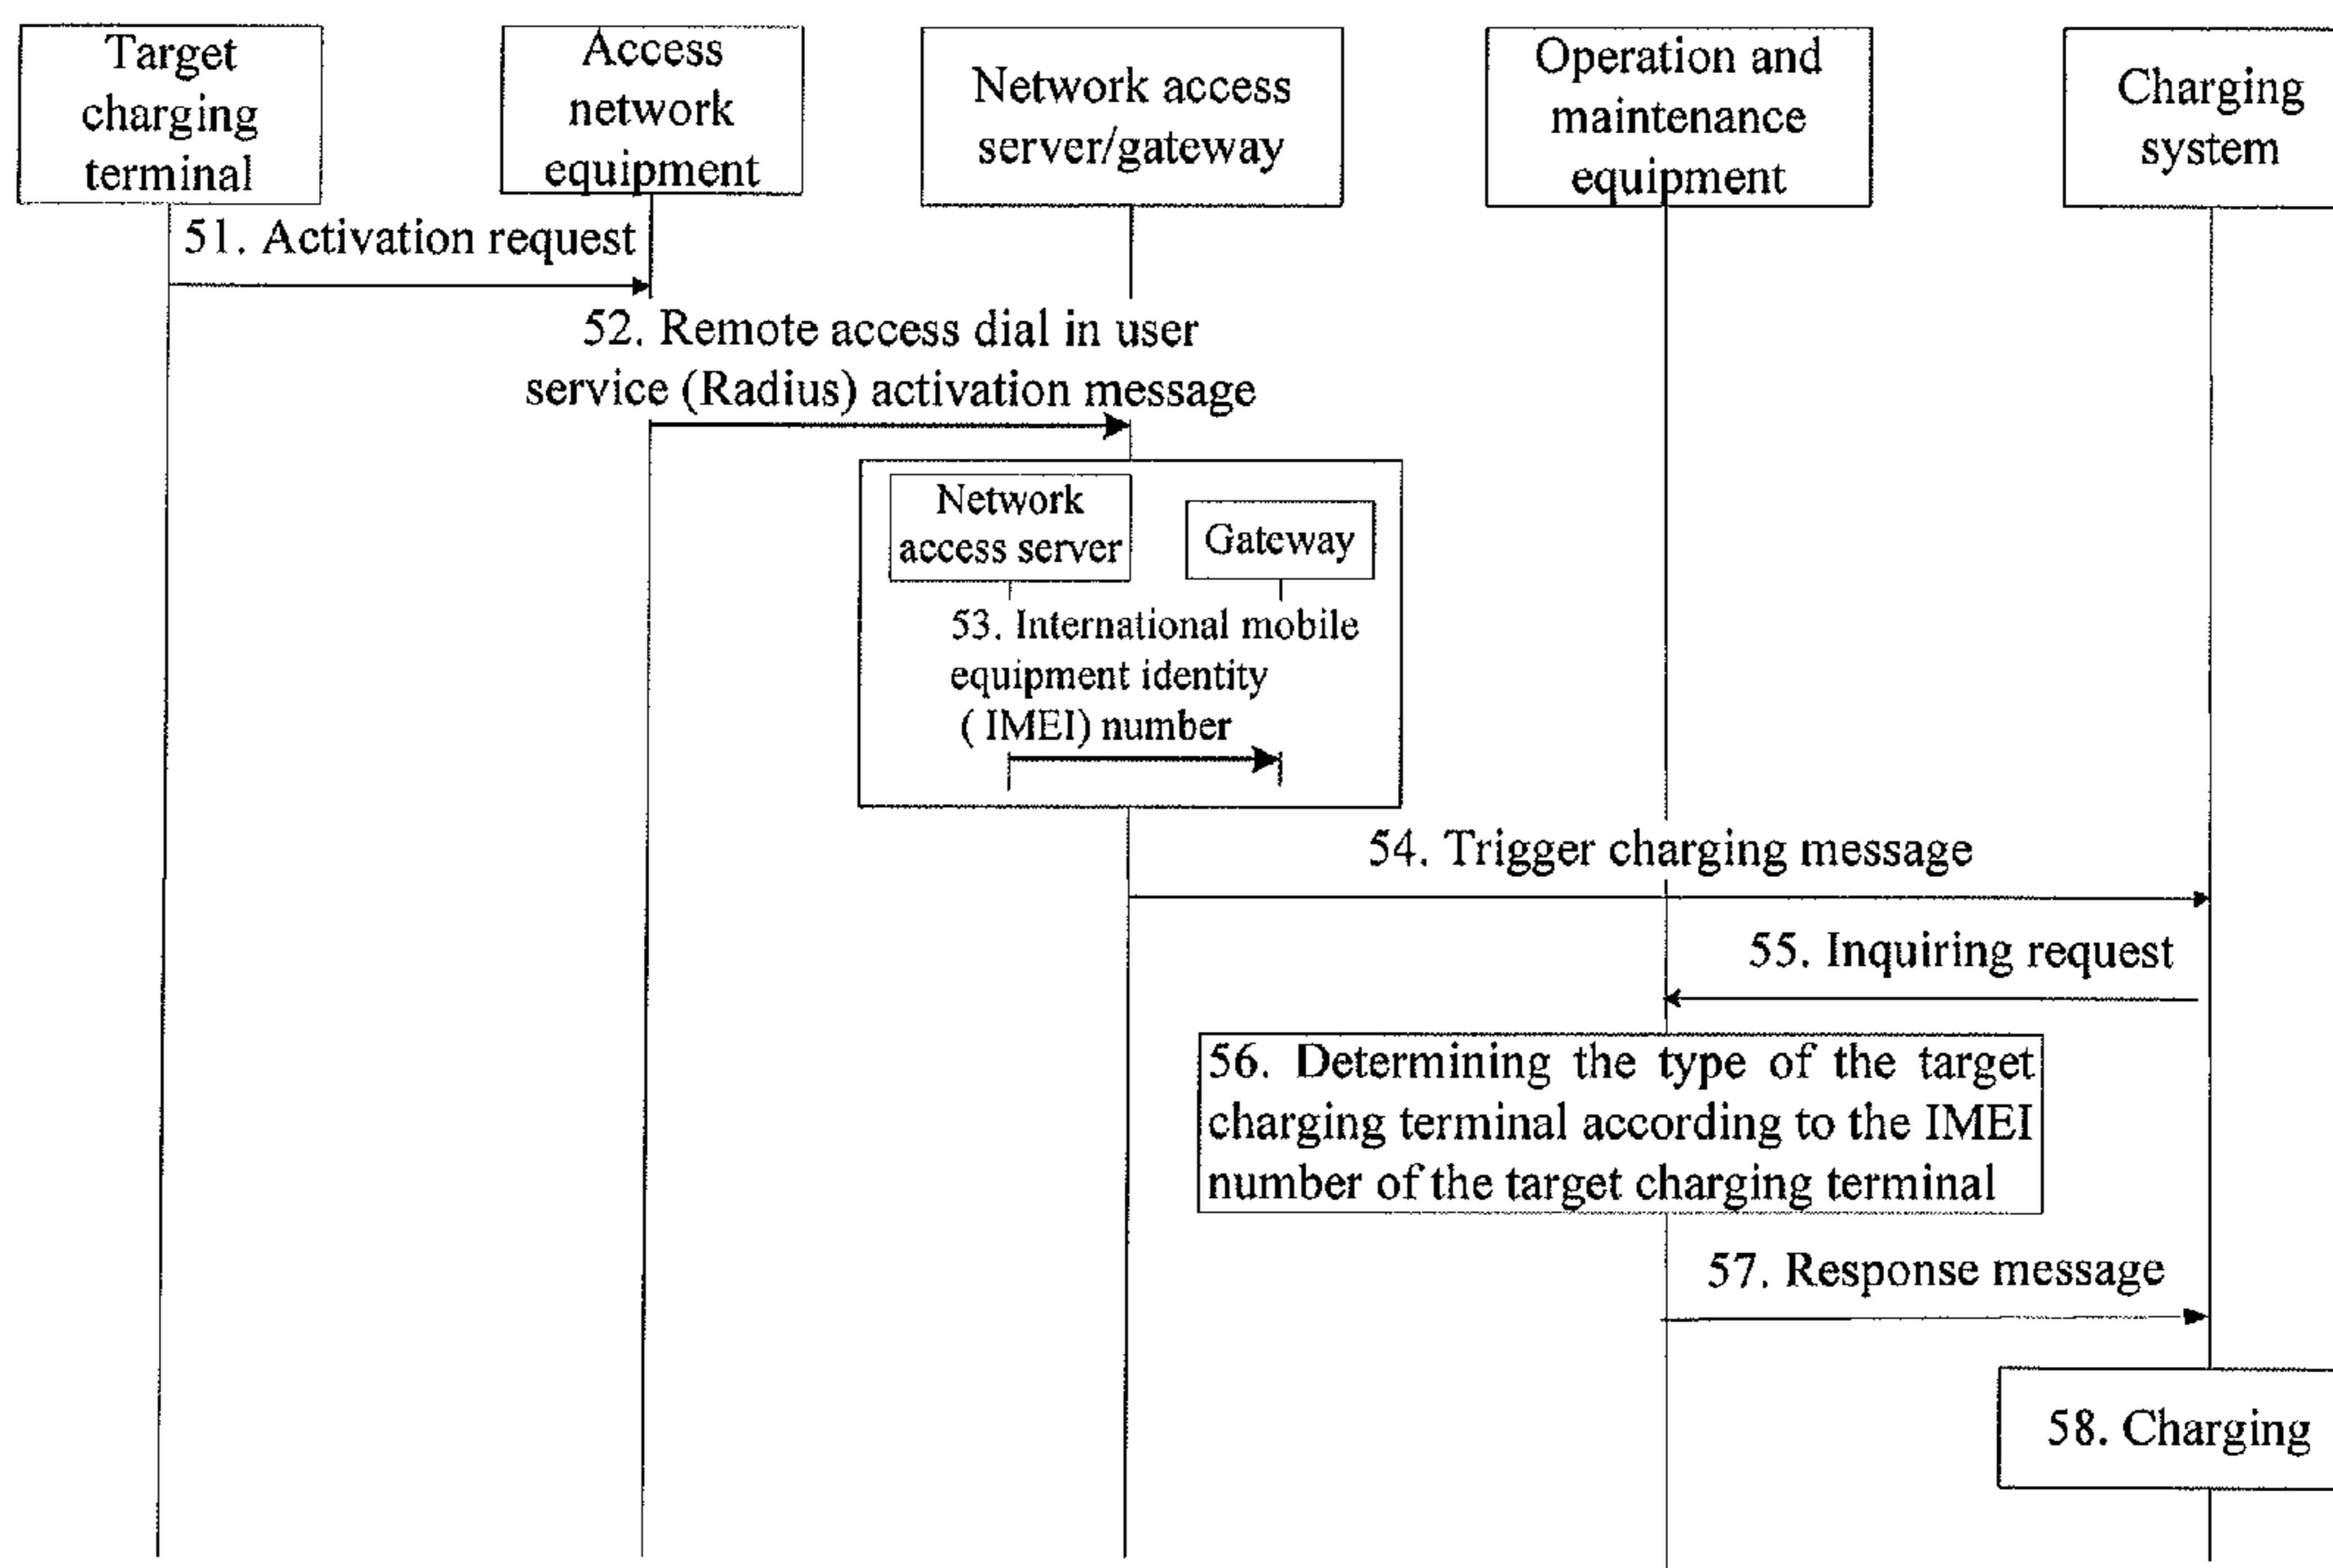 Target
charging
terminal
Access
network
equipment
Network access
server/gateway
Operation and
maintenance
equipment
Charging
system
51. Activation request
52. Remote access dial in user
service (Radius) activation message
Network
access server
Gateway
53. International mobile
equipment identity
( IMEI) number
54. Trigger charging message
55. Inquiring request
56. Determining the type of the target
charging terminal according to the IMEI
number of the target charging terminal
57. Response message
58. Charging